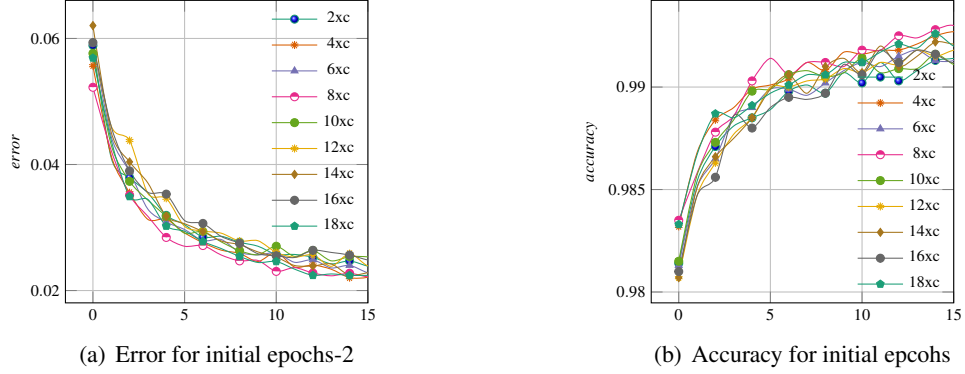 0.06
0.04
0.02
error
0
5
10
15
2xc
4xc
6xc
8xc
10xc
12xc
14xc
16xc
18xc
(a) Error for initial epochs-2
0.99
0.985
0.98
accuracy
0
5
10
15
2xc
4xc
6xc
8xc
10xc
12xc
14xc
16xc
18xc
(b) Accuracy for initial epcohs